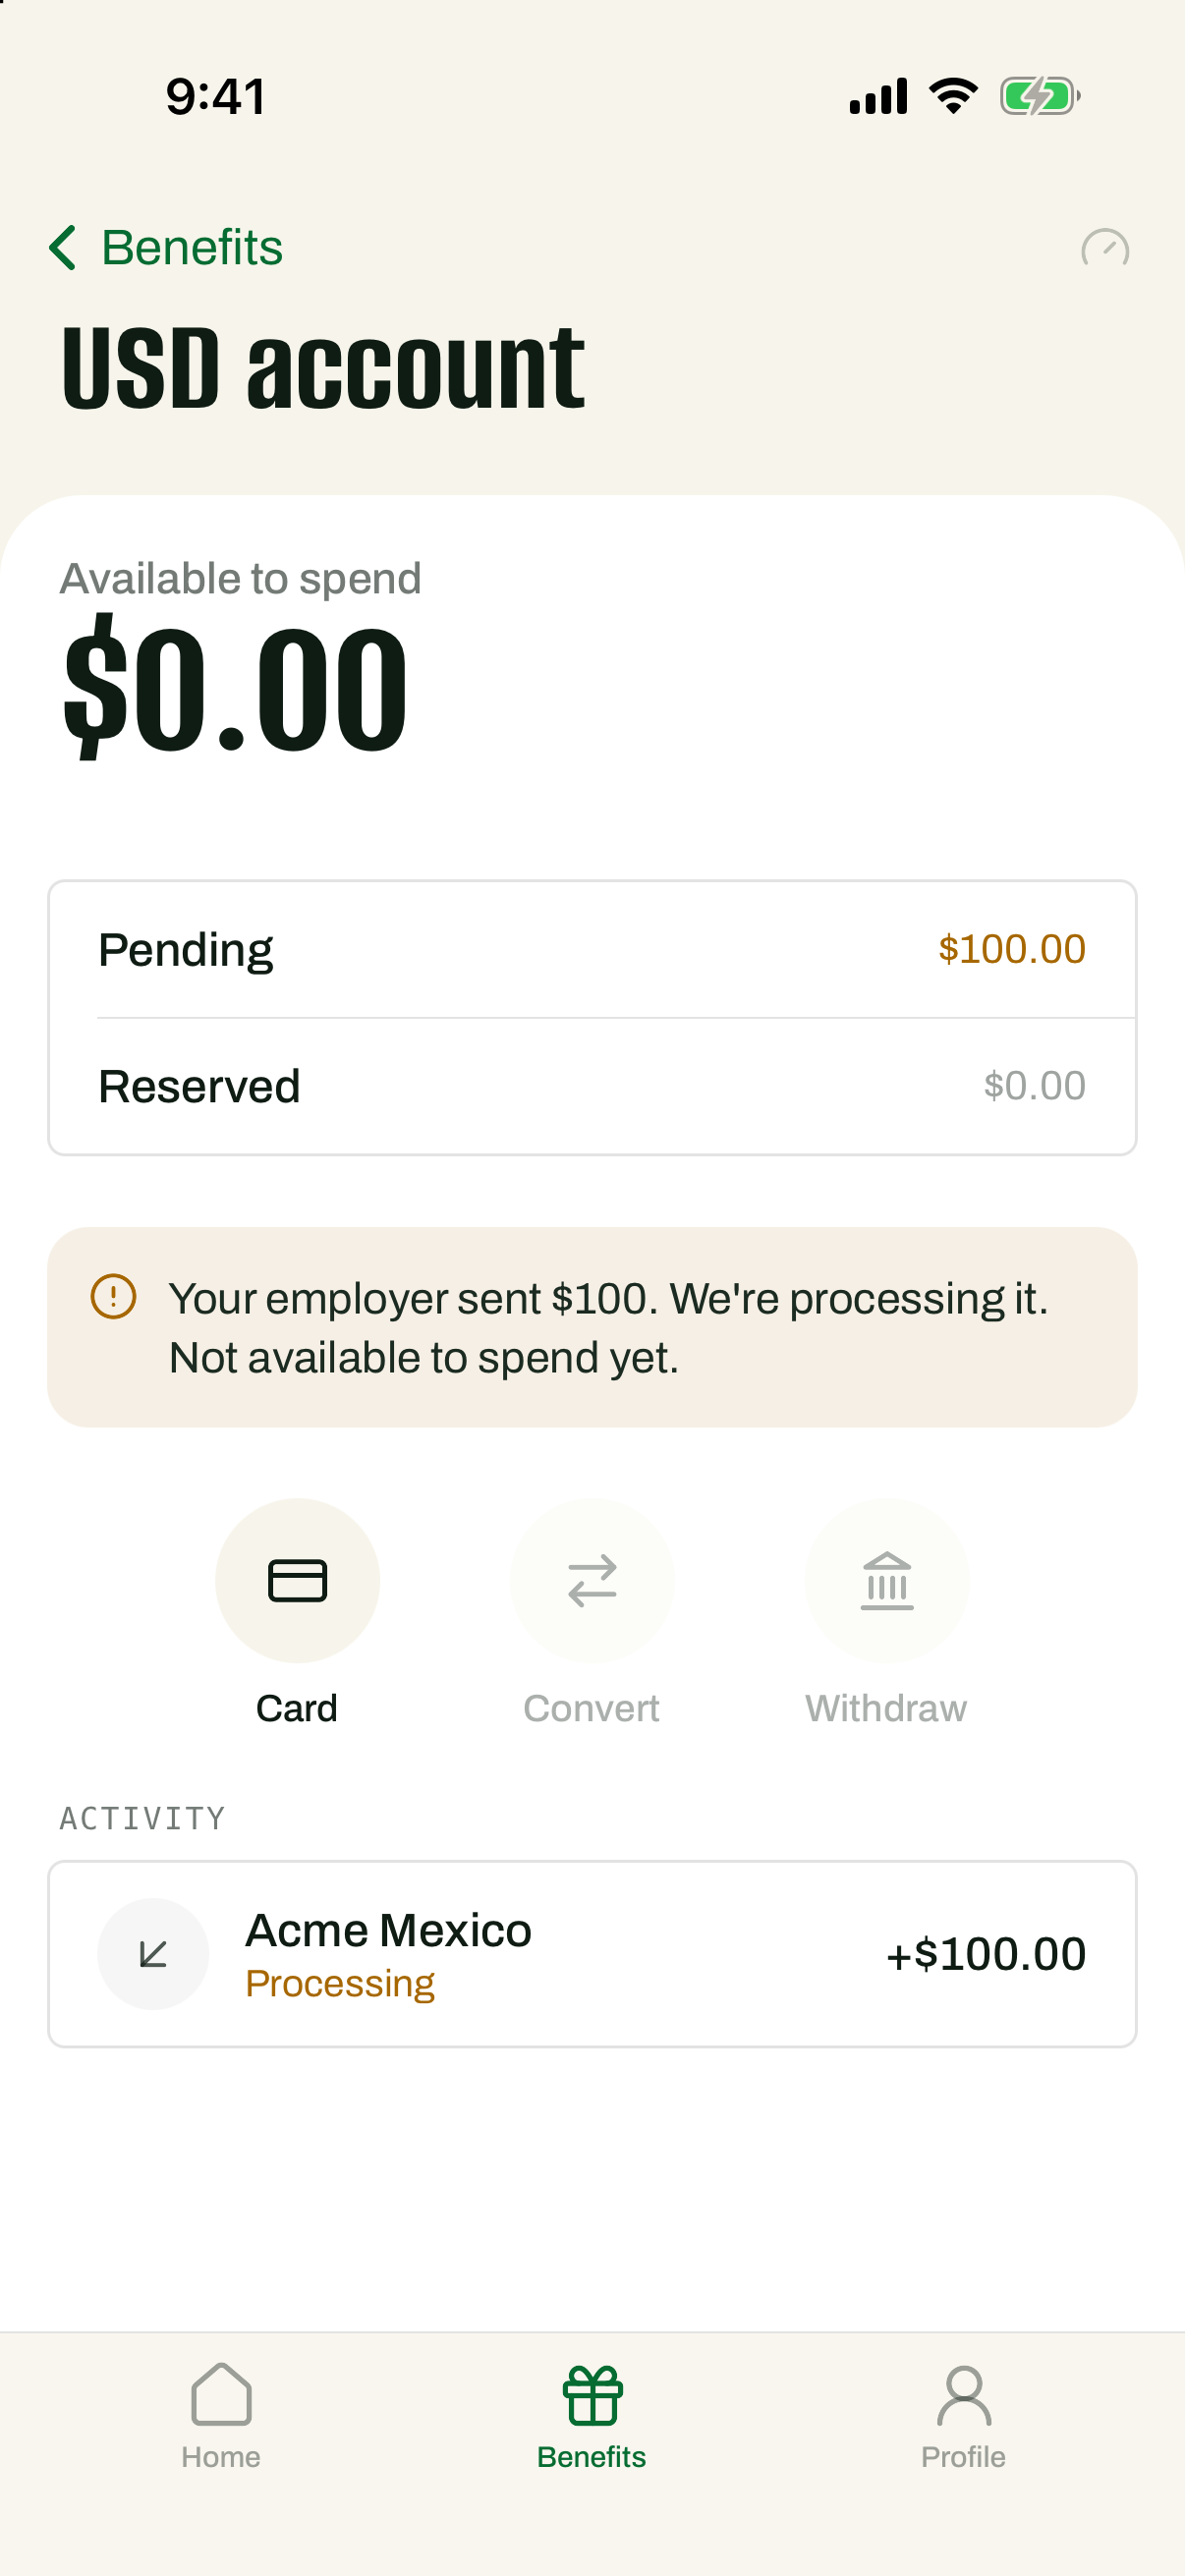 9:41
Benefits
USD account
Available to spend
$0.00
Pending $100.00
Reserved $0.00
Your employer sent $100. We're processing it.
Not available to spend yet.
Card Convert Withdraw
ACTIVITY
Acme Mexico
Processing
+$100.00
Home Benefits Profile